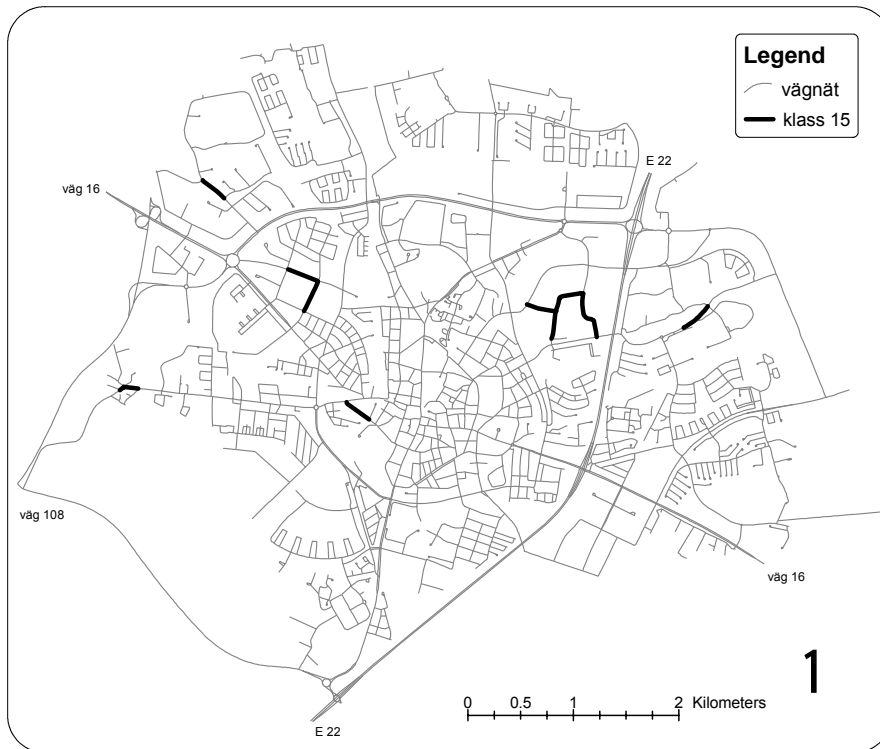 Legend
vägnät
klass 15
E 22
väg 16
väg 108
väg 16
1
0 0.5 1 2 Kilometers
E 22